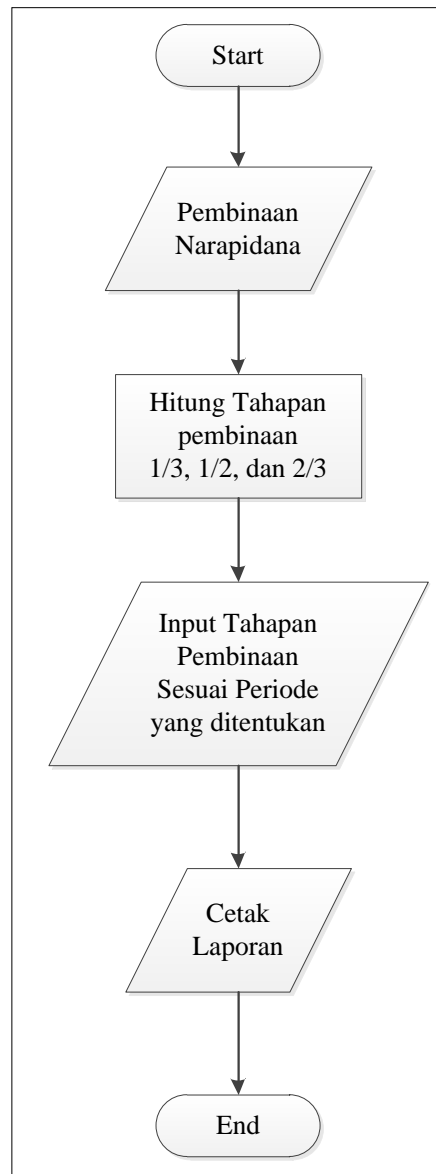 Start
Pembinaan
Narapidana
Hitung Tahapan
pembinaan
1/3, 1/2, dan 2/3
Input Tahapan
Pembinaan
Sesuai Periode
yang ditentukan
Cetak
Laporan
End